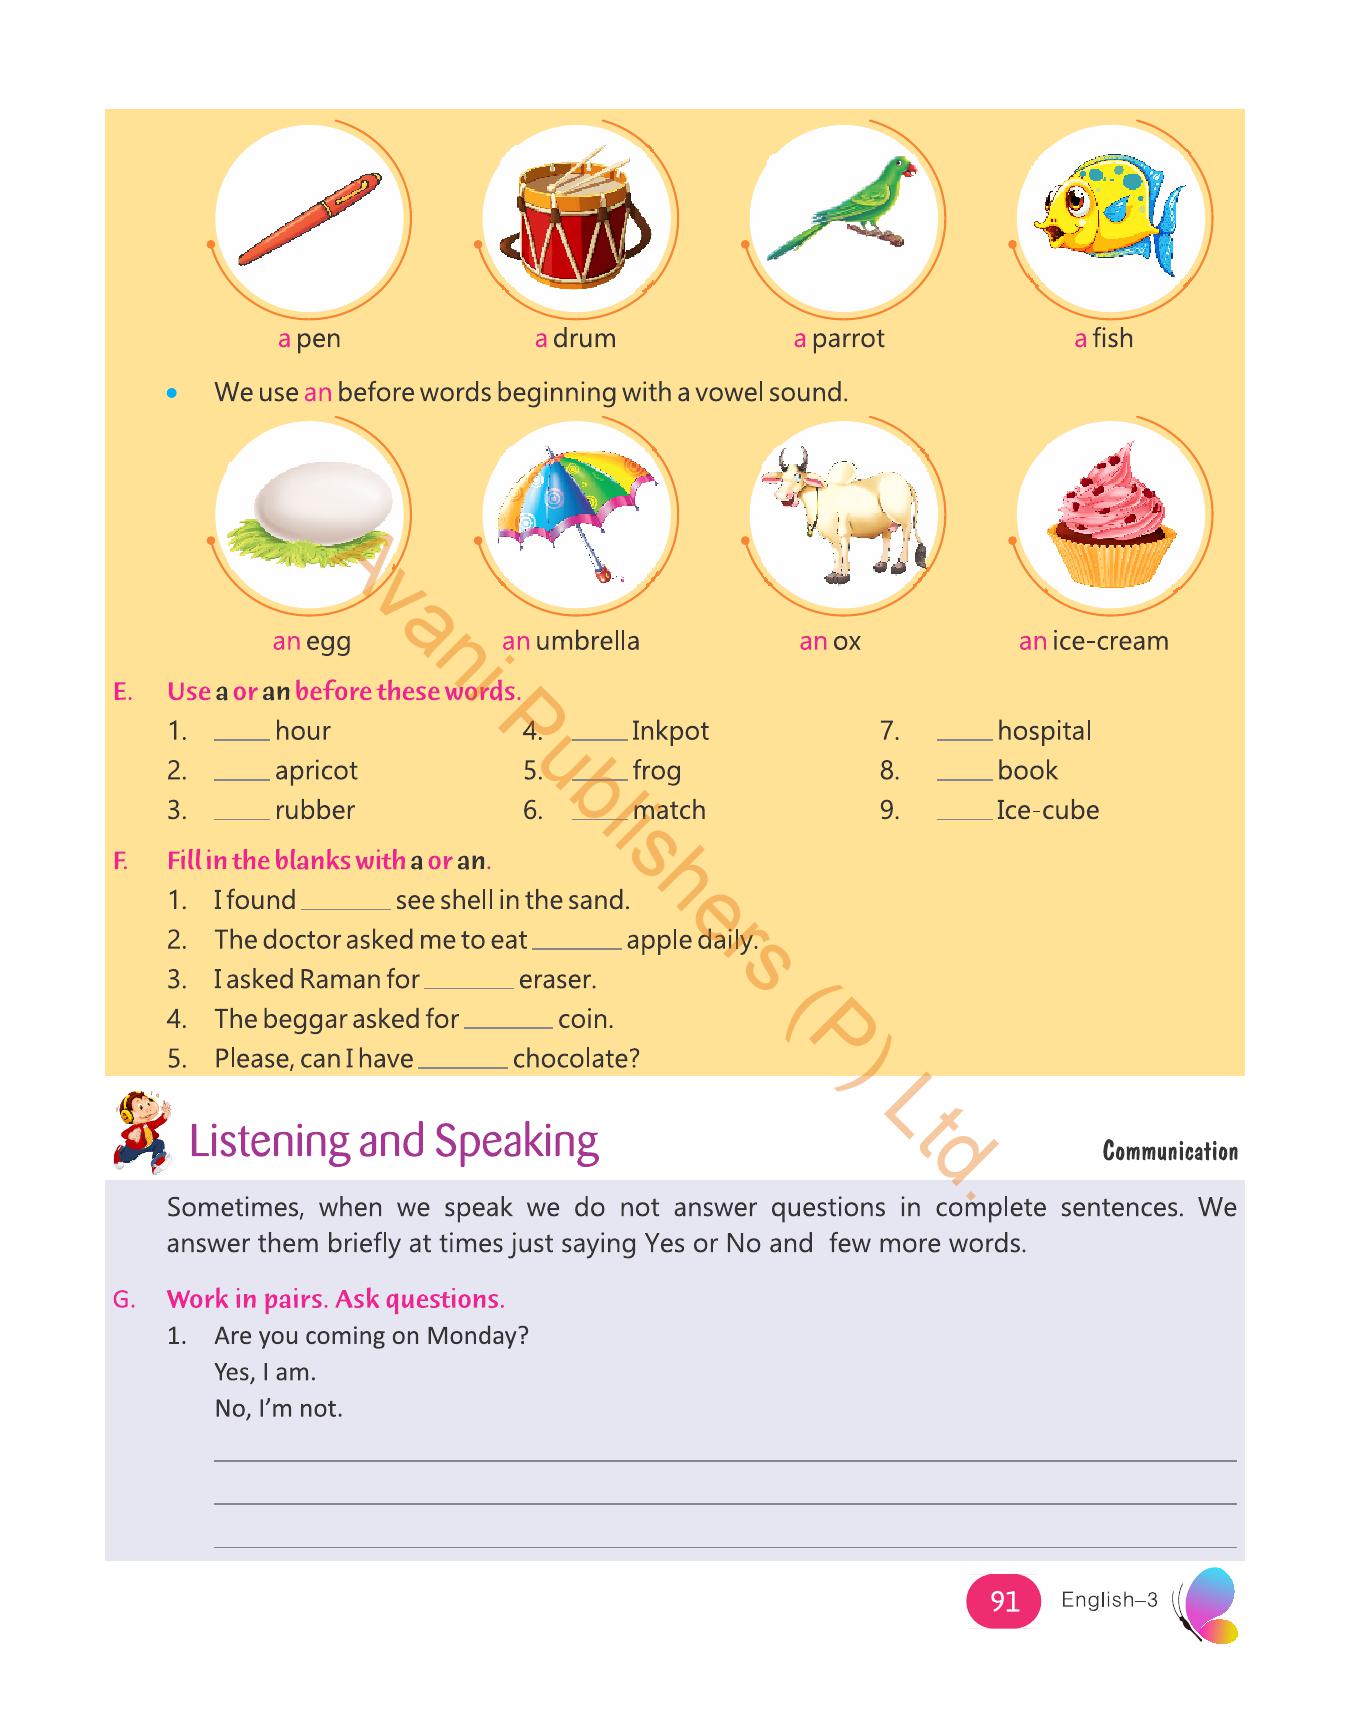 a pen a drum a parrot a fish
• We use an before words beginning with a vowel sound.
an egg an umbrella an ox an ice-cream
E. Use a or an before these words.
1. _____ hour 4. _____ Inkpot 7. _____ hospital
2. _____ apricot 5. _____ frog 8. _____ book
3. _____ rubber 6. _____ match 9. _____ Ice-cube
F. Fill in the blanks with a or an.
1. I found ________ see shell in the sand.
2. The doctor asked me to eat ________ apple daily.
3. I asked Raman for ________ eraser.
4. The beggar asked for ________ coin.
5. Please, can I have ________ chocolate?
Avani Publishers (P) Ltd.
Listening and Speaking Communication
Sometimes, when we speak we do not answer questions in complete sentences. We
answer them briefly at times just saying Yes or No and few more words.
G. Work in pairs. Ask questions.
1. Are you coming on Monday?
Yes, I am.
No, I'm not.
91 English–3